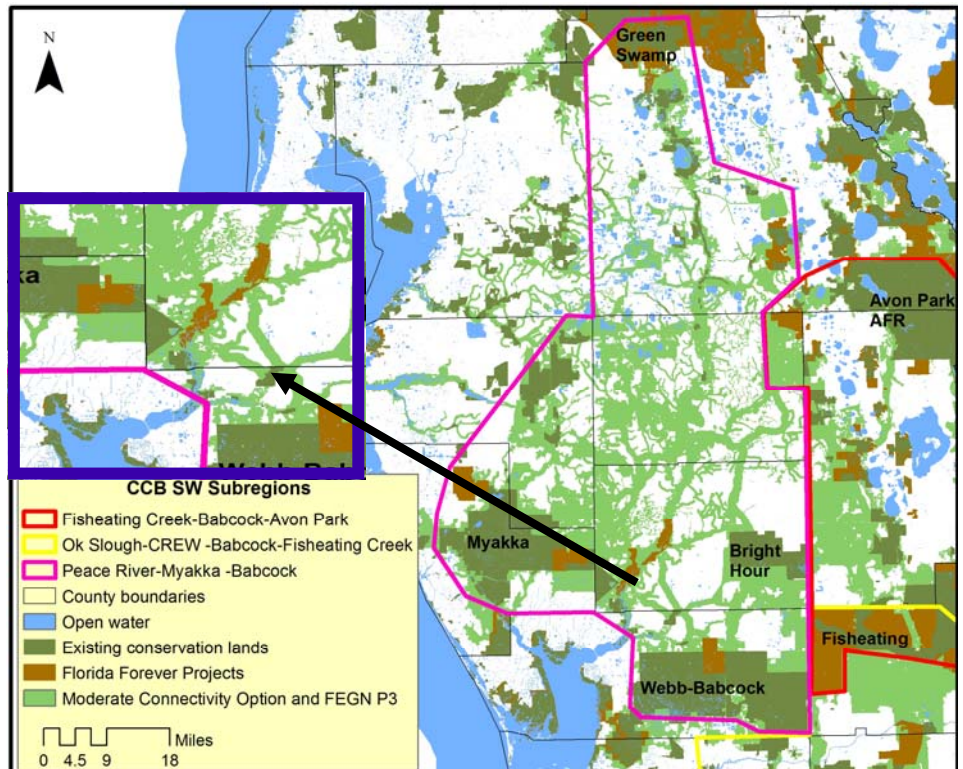 N
Green
Swamp
Avon Park
AFR
ka
Webb-Bab
Myakka
Bright
Hour
Fisheating
Webb-Babcock
CCB SW Subregions
Fisheating Creek-Babcock-Avon Park
Ok Slough-CREW -Babcock-Fisheating Creek
Peace River-Myakka -Babcock
County boundaries
Open water
Existing conservation lands
Florida Forever Projects
Moderate Connectivity Option and FEGN P3
Miles
0 4.5 9 18